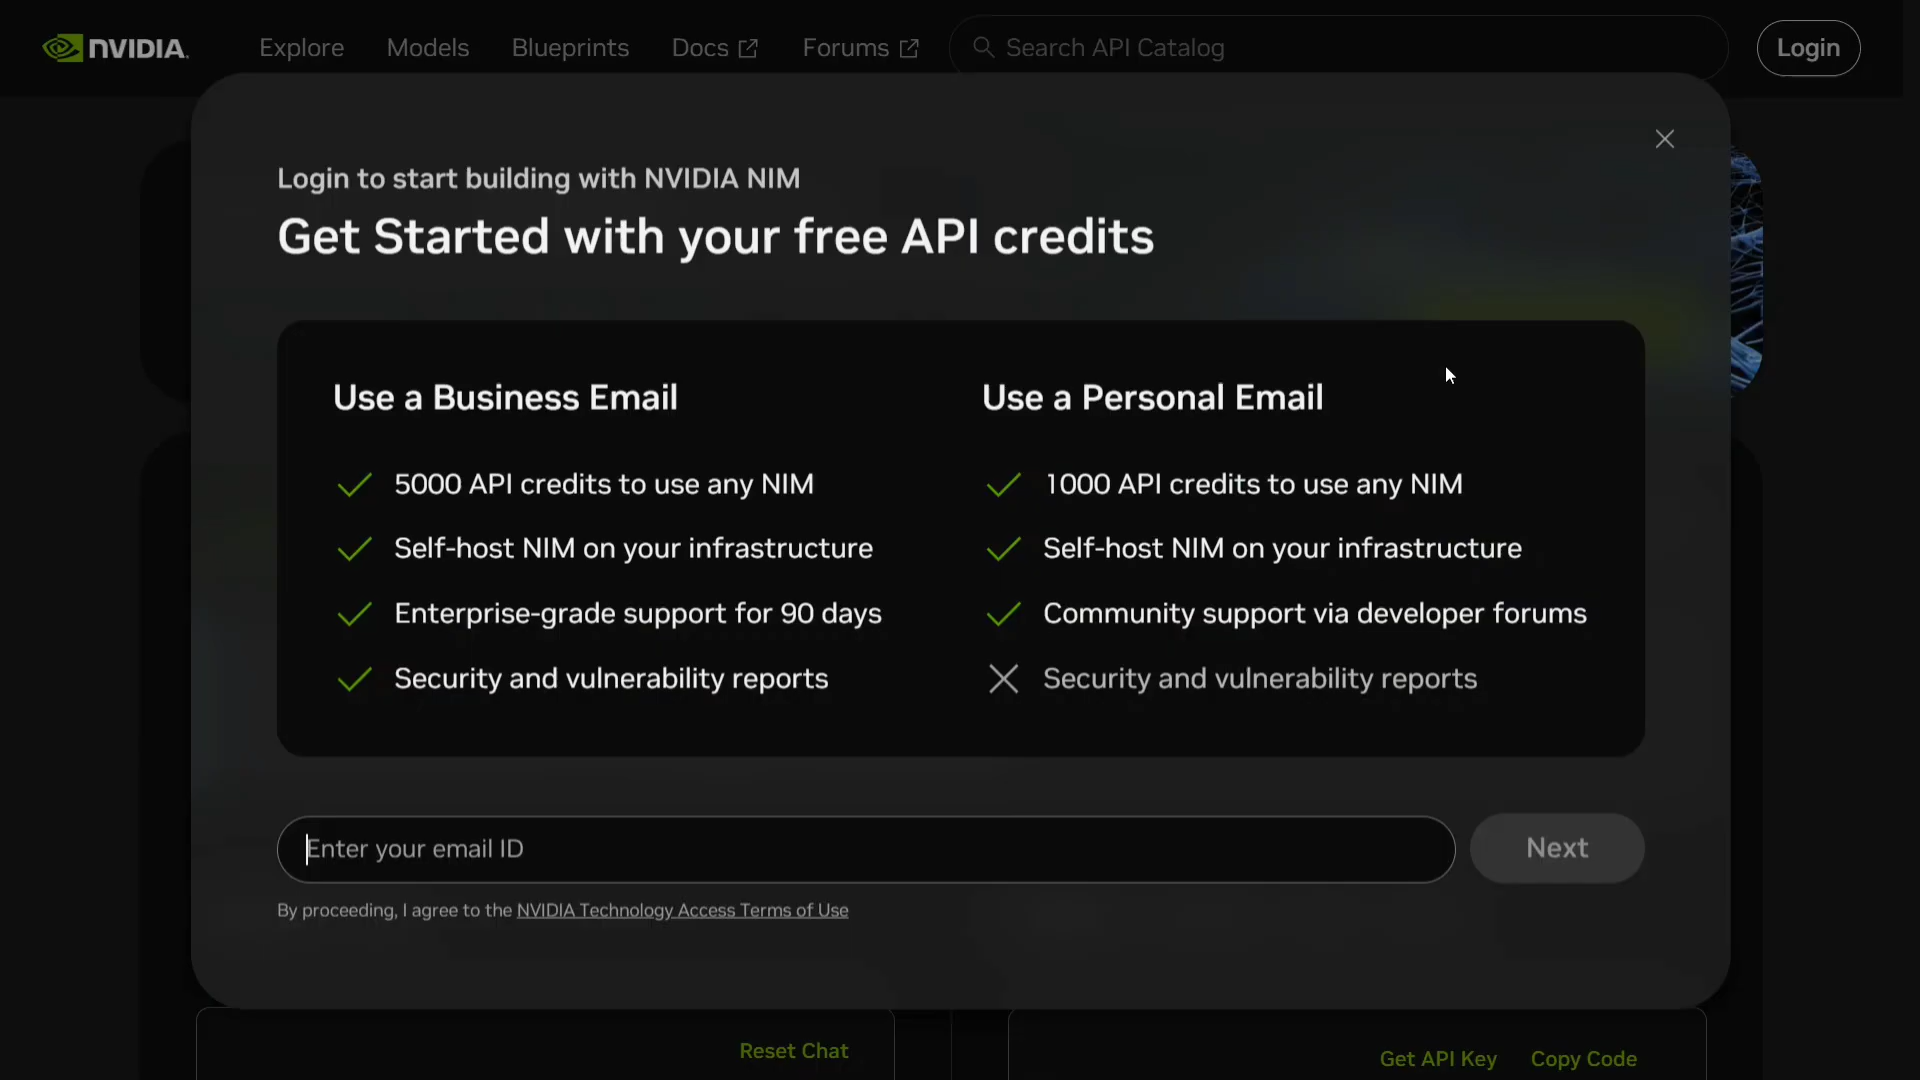 NVIDIA.
Explore
Models
Blueprints
Docs
Forums
Search API Catalog
Login
Login to start building with NVIDIA NIM
Get Started with your free API credits
Use a Business Email
5000 API credits to use any NIM
Self-host NIM on your infrastructure
Enterprise-grade support for 90 days
Security and vulnerability reports
Use a Personal Email
1000 API credits to use any NIM
Self-host NIM on your infrastructure
Community support via developer forums
Security and vulnerability reports
Enter your email ID
Next
By proceeding, I agree to the NVIDIA Technology Access Terms of Use
Reset Chat
Get API Key
Copy Code